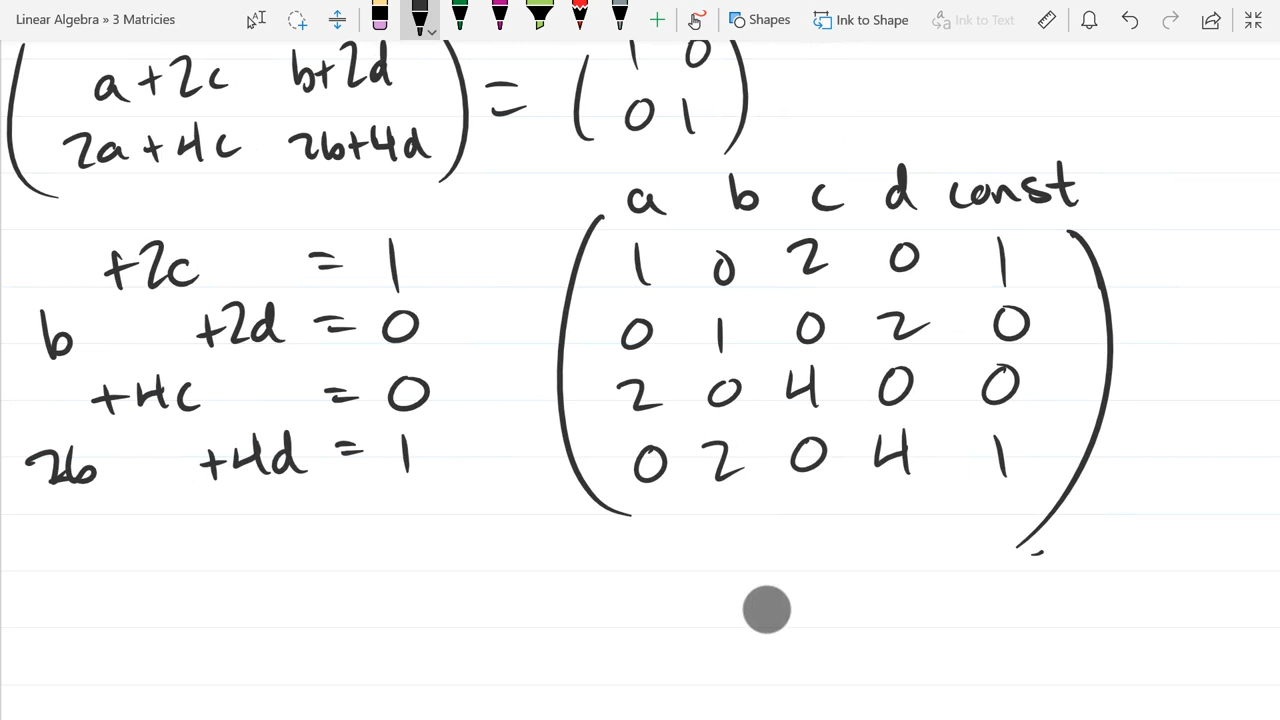 Linear Algebra » 3 Matricies
Shapes Ink to Shape Ink to Text
a+2c b+2d
2a+4c 2b+4d
=
1 0
0 1
+2c = 1
b +2d = 0
+4c = 0
2b +4d = 1
a b c d const
1 0 2 0 1
0 1 0 2 0
2 0 4 0 0
0 2 0 4 1